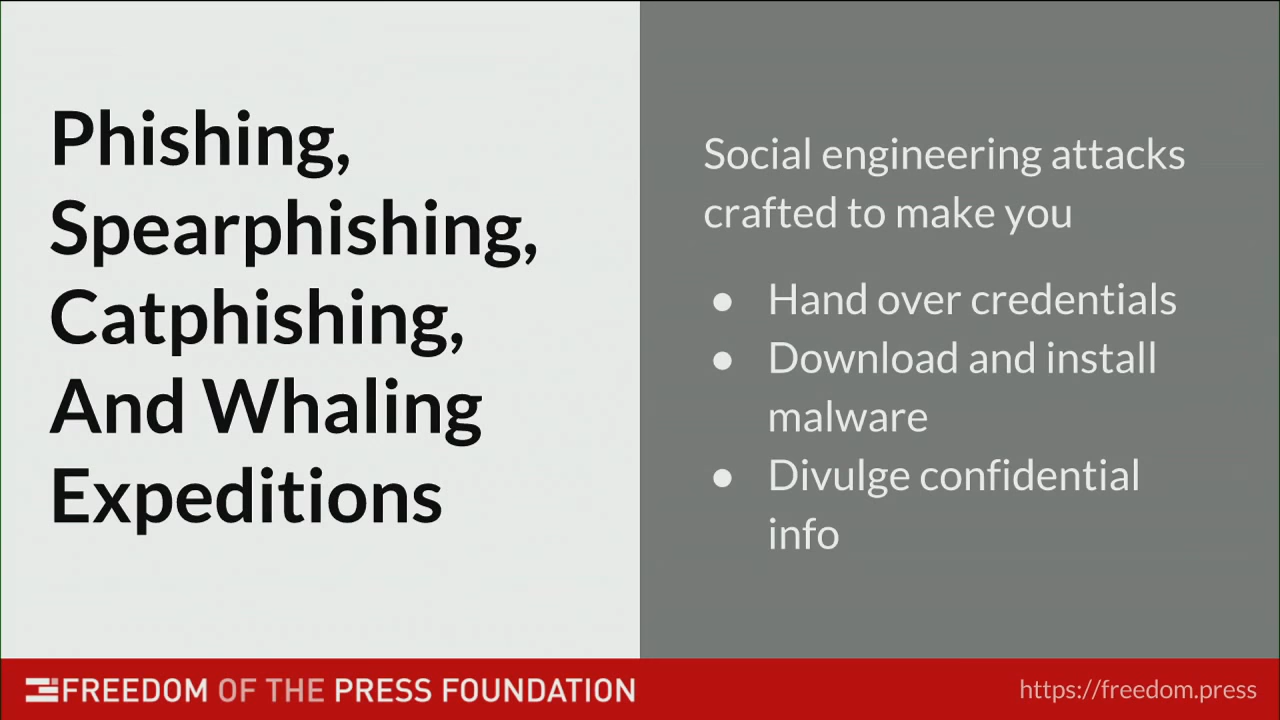 Phishing,
Spearphishing,
Catphishing,
And Whaling
Expeditions
Social engineering attacks
crafted to make you
● Hand over credentials
● Download and install
malware
● Divulge confidential
info
FREEDOM OF THE PRESS FOUNDATION
https://freedom.press